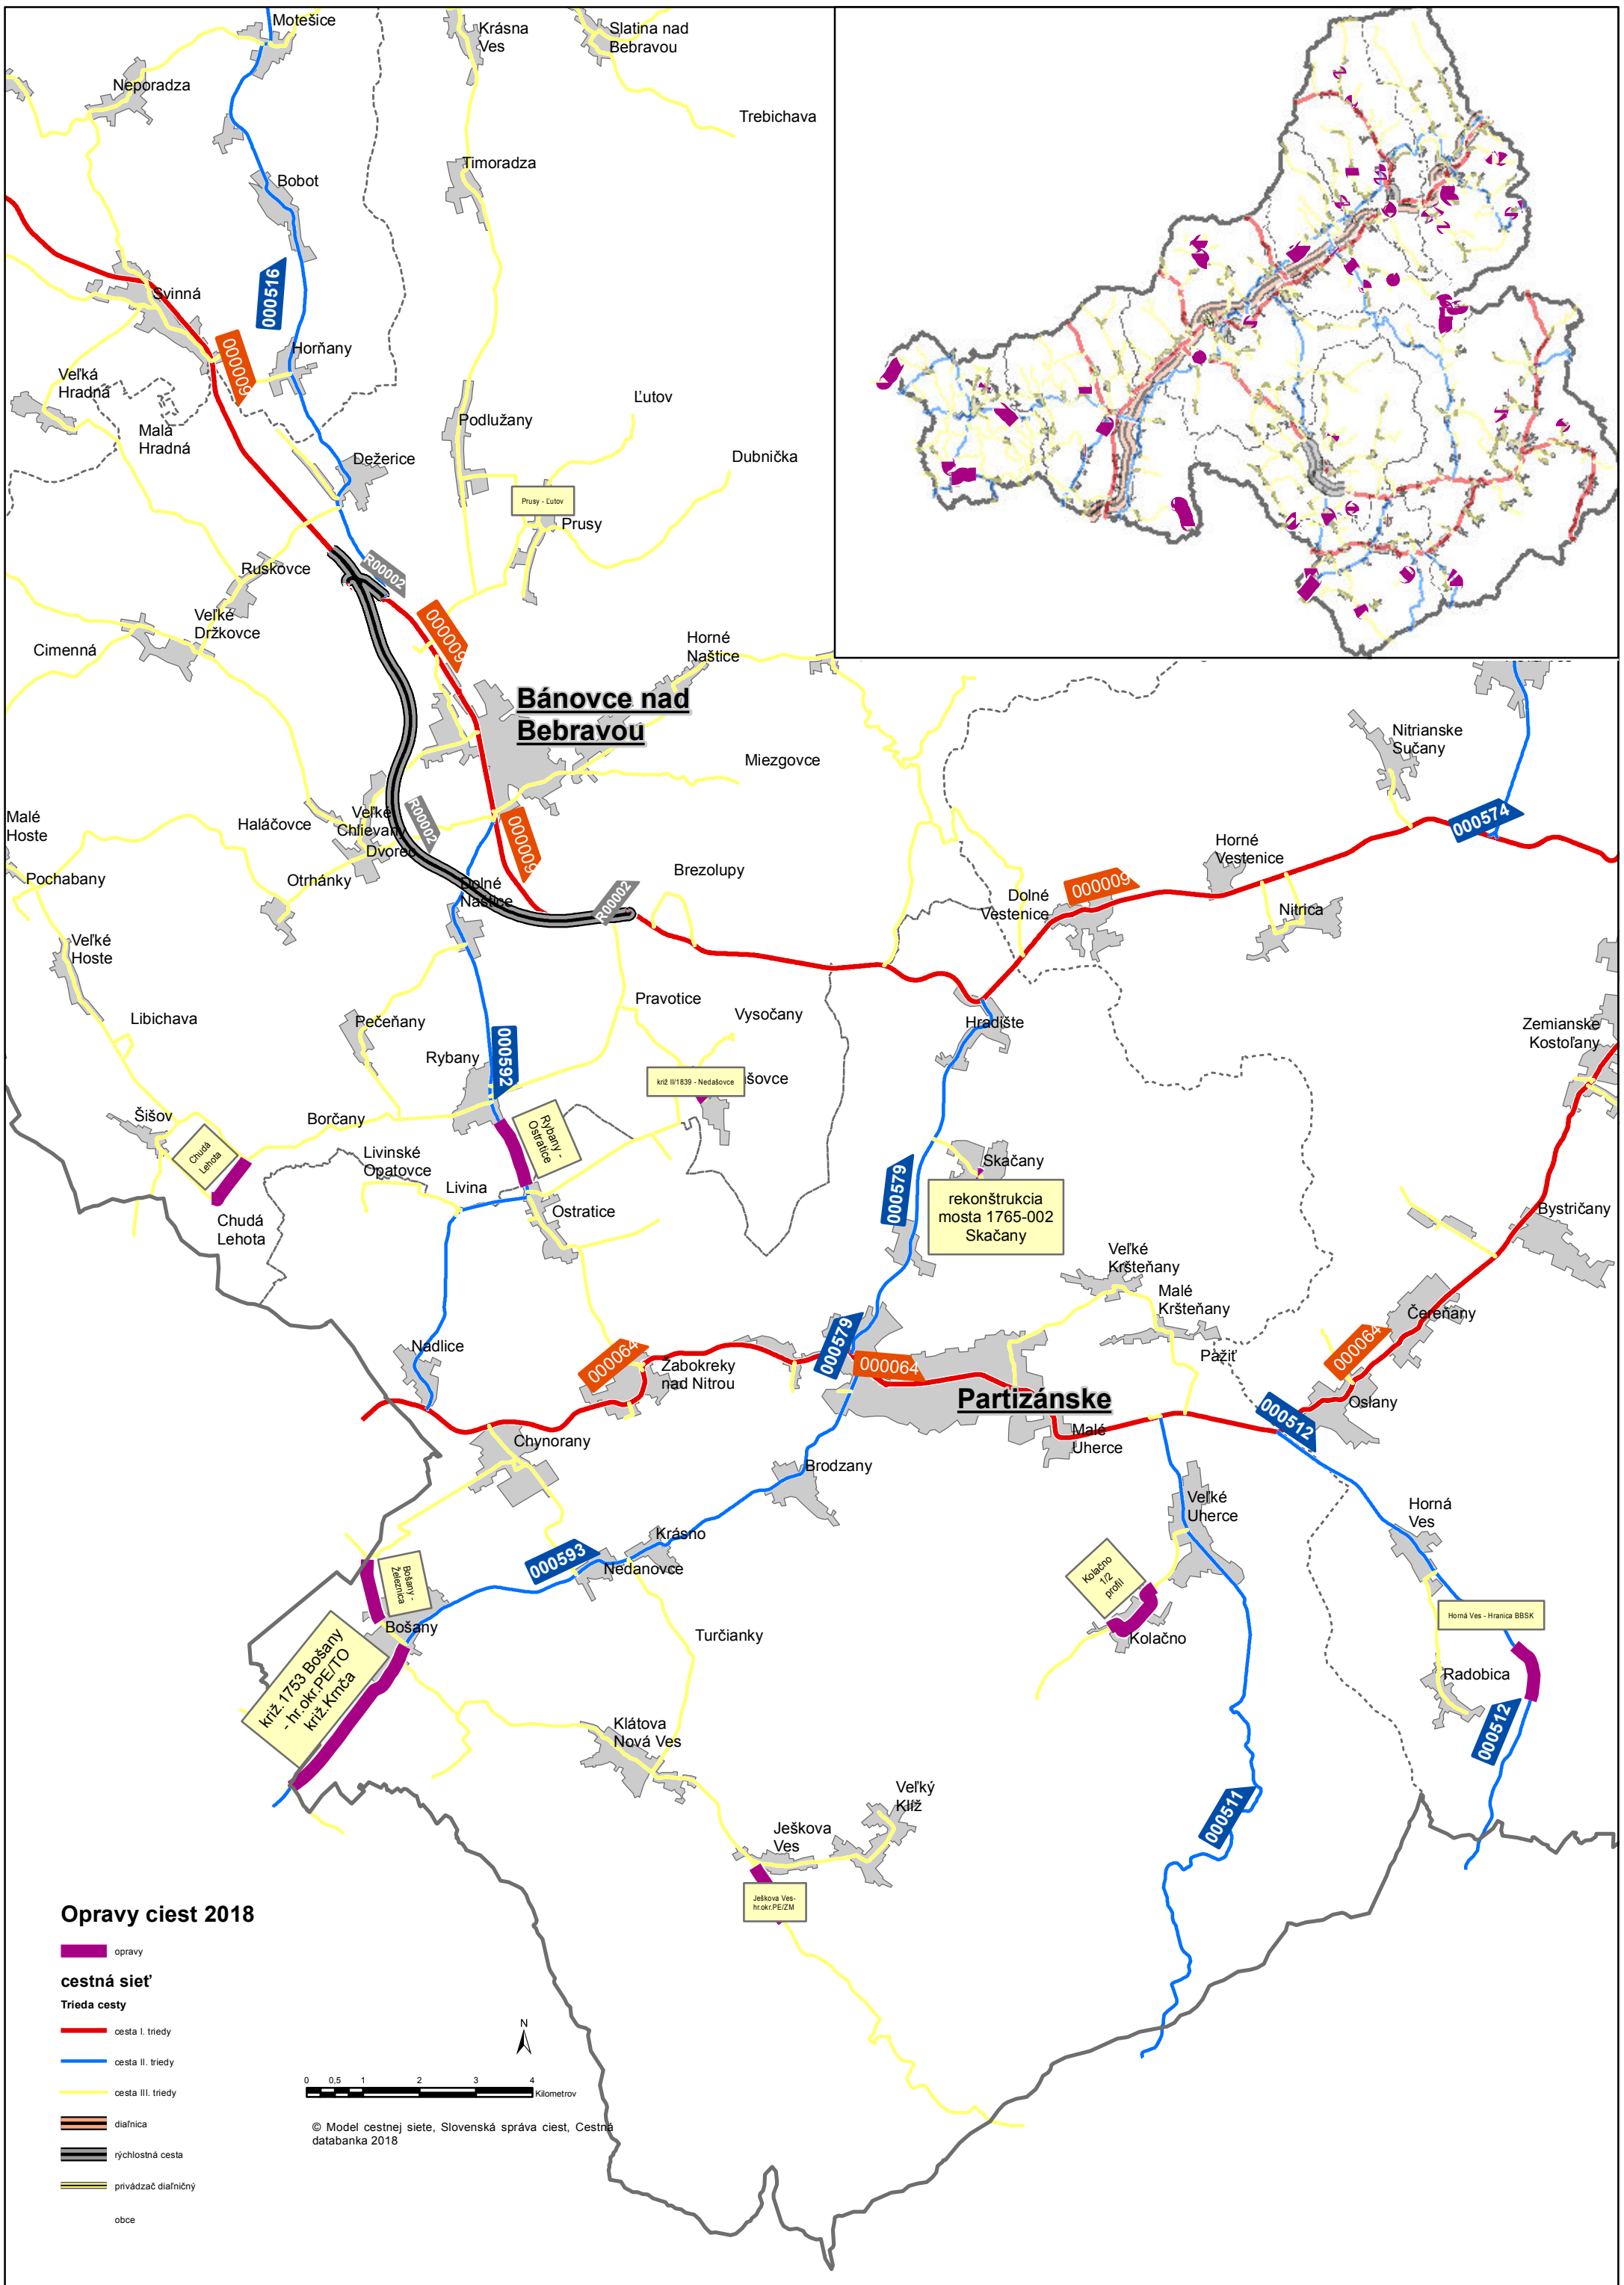 Motešice
Krásna
Ves
Slatina nad
Bebravou
Neporadza
Trebichava
Timoradza
Bobot
000516
Svinná
000009
Horňany
Veľká
Hradná
Malá
Hradná
Ľutov
Podlužany
Dežerice
Dubnička
Prusy - Ľutov
Prusy
R00002
Ruskovce
Veľké
Držkovce
000009
Cimenná
Horné
Naštice
Bánovce nad
Bebravou
Nitrianske
Sučany
Miezgovce
Malé
Hoste
Haláčovce
Veľké
Chlievany
R00002
000009
000574
Dvorec
Horné
Vestenice
Pochabany
Otrhánky
Dolné
Naštice
R00002
Brezolupy
Dolné
Vestenice
000009
Nitrica
Veľké
Hoste
Pravotice
Vysočany
Libichava
Pečeňany
Hradište
Zemianske
Kostoľany
Rybany
000592
kríž II/1839 - Nedašovce
šovce
Šišov
Borčany
Rybany -
Ostratice
Chudá
Lehota
Livinské
Opatovce
Skačany
Livina
000579
rekonštrukcia
mosta 1765-002
Skačany
Ostratice
Bystričany
Chudá
Lehota
Veľké
Kršteňany
Malé
Kršteňany
Čereňany
Nadlice
000064
Žabokreky
nad Nitrou
000579
000064
Pažiť
000064
Partizánske
Oslany
000512
Chynorany
Malé
Uherce
Brodzany
Veľké
Uherce
Horná
Ves
Krásno
000593
Nedanovce
Bošany -
Železnica
Kolačno
1/2
profil
Bošany
Horná Ves - Hranica BBSK
Turčianky
Kolačno
križ.1753 Bošany
- hr.okr.PE/TO
križ.Krnča
Radobica
000512
Klátova
Nová Ves
Veľký
Klíž
000511
Ješkova
Ves
Ješkova Ves-
hr.okr.PE/ZM
Opravy ciest 2018
opravy
cestná sieť
Trieda cesty
cesta I. triedy
cesta II. triedy
cesta III. triedy
diaľnica
rýchlostná cesta
privádzač diaľničný
obce
N
0 0,5 1 2 3 4
Kilometrov
© Model cestnej siete, Slovenská správa ciest, Cestná
databanka 2018